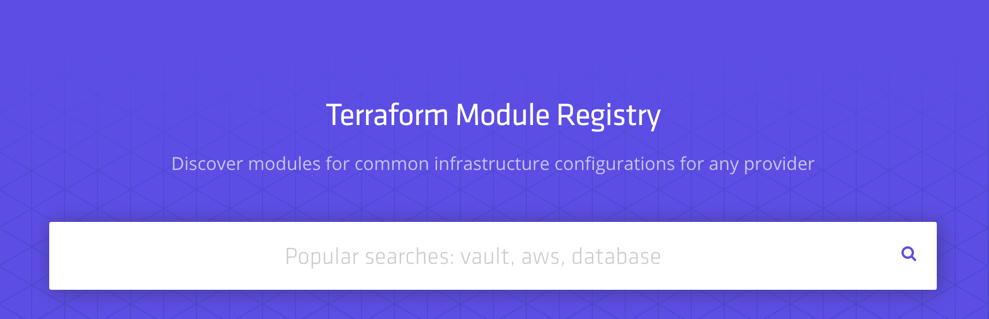 Terraform Module Registry
Discover modules for common infrastructure configurations for any provider
Popular searches: vault, aws, database